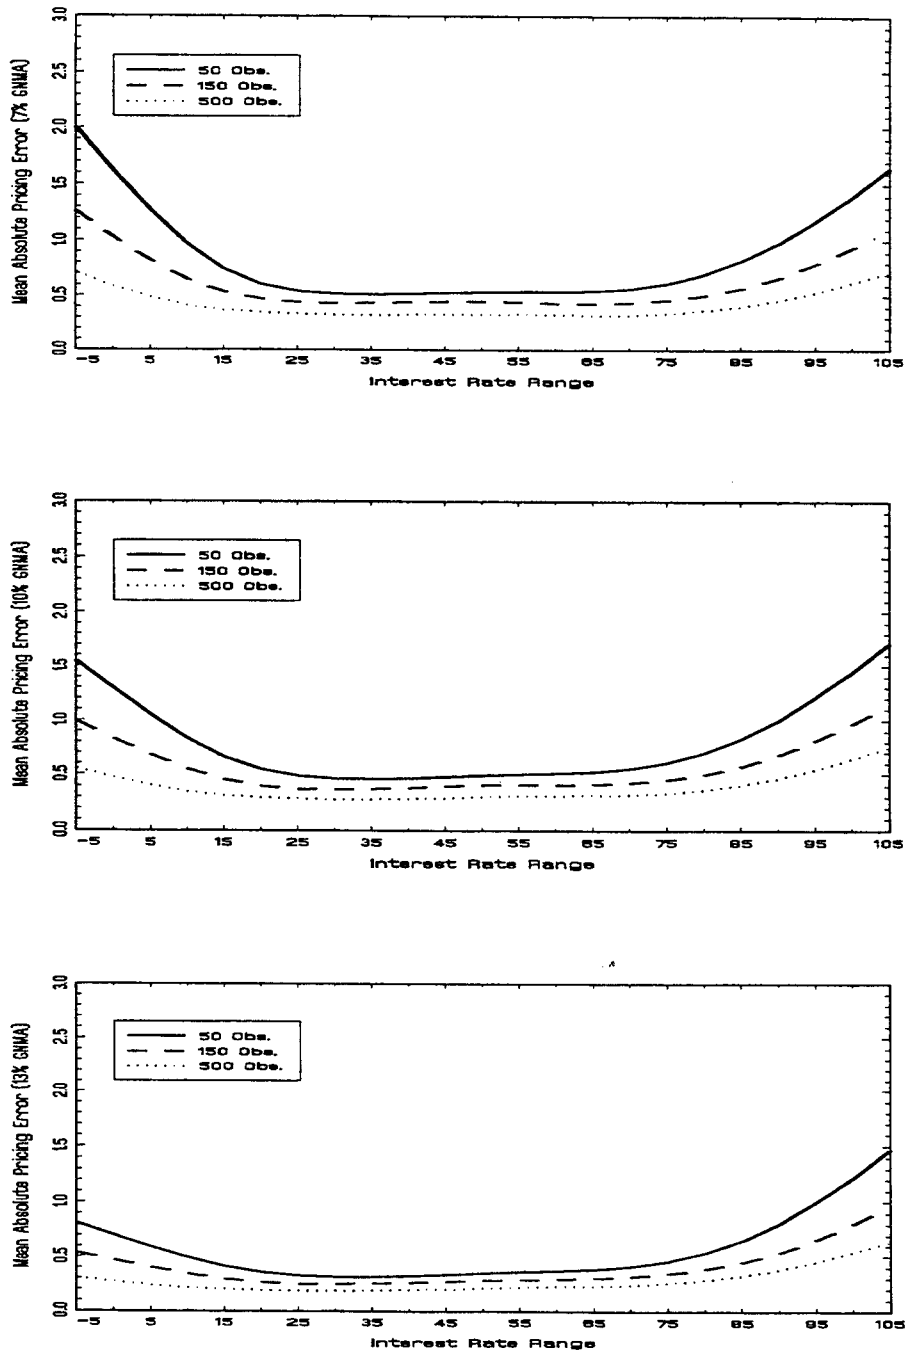 Mean Absolute Pricing Error (7% GNMA)
3.0
2.5
2.0
1.5
1.0
0.5
0.0
50 Obs.
150 Obs.
500 Obs.
-5 5 15 25 35 45 55 65 75 85 95 105
Interest Rate Range
Mean Absolute Pricing Error (10% GNMA)
3.0
2.5
2.0
1.5
1.0
0.5
0.0
50 Obs.
150 Obs.
500 Obs.
-5 5 15 25 35 45 55 65 75 85 95 105
Interest Rate Range
Mean Absolute Pricing Error (13% GNMA)
3.0
2.5
2.0
1.5
1.0
0.5
0.0
50 Obs.
150 Obs.
500 Obs.
-5 5 15 25 35 45 55 65 75 85 95 105
Interest Rate Range